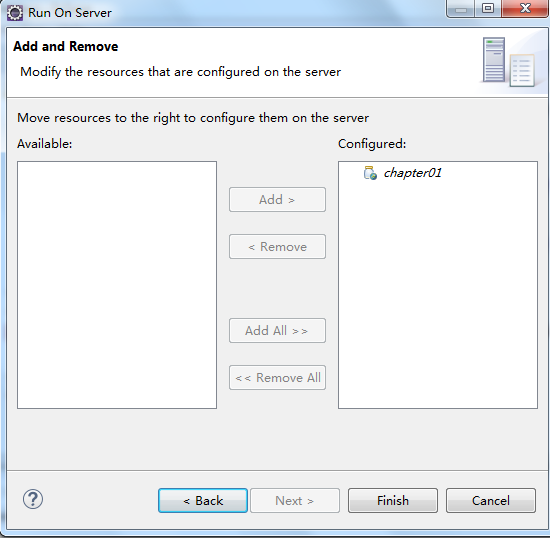 Run On Server
Add and Remove
Modify the resources that are configured on the server
Move resources to the right to configure them on the server
Available:
Configured:
chapter01
Add >
< Remove
Add All >>
<< Remove All
?
< Back
Next >
Finish
Cancel